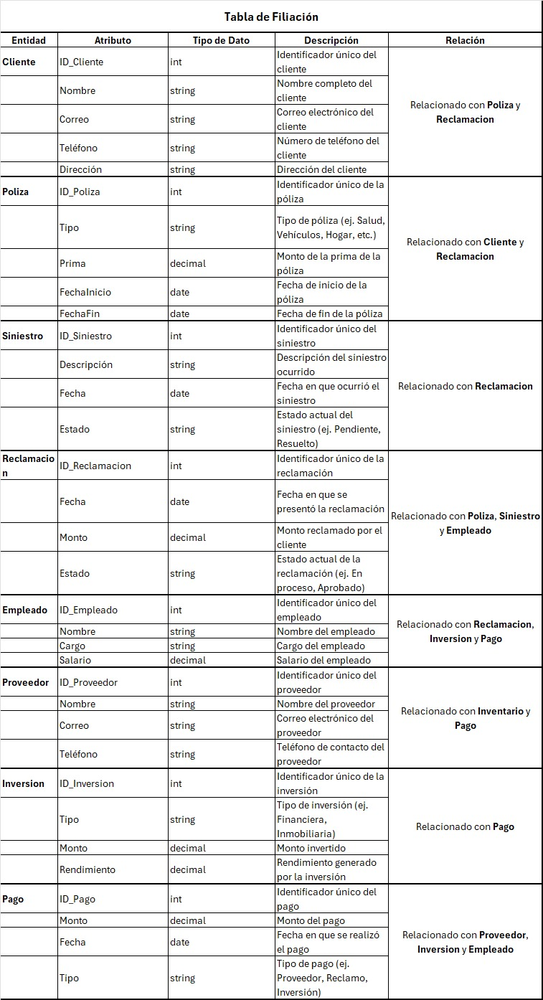 Tabla de Filiación
Entidad Atributo Tipo de Dato Descripción Relación
Cliente ID_Cliente int Identificador único del
cliente
Nombre string Nombre completo del
cliente
Correo string Correo electrónico del
cliente
Teléfono string Número de teléfono del
cliente
Dirección string Dirección del cliente
Relacionado con Poliza y
Reclamacion
Poliza ID_Poliza int Identificador único de la
póliza
Tipo string Tipo de póliza (ej. Salud,
Vehículos, Hogar, etc.)
Prima decimal Monto de la prima de la
póliza
FechaInicio date Fecha de inicio de la
póliza
FechaFin date Fecha de fin de la póliza
Relacionado con Cliente y
Reclamacion
Siniestro ID_Siniestro int Identificador único del
siniestro
Descripción string Descripción del siniestro
ocurrido
Fecha date Fecha en que ocurrió el
siniestro
Estado string Estado actual del
siniestro (ej. Pendiente,
Resuelto)
Relacionado con Reclamacion
Reclamacio
n
ID_Reclamacion int Identificador único de la
reclamación
Fecha date Fecha en que se
presentó la reclamación
Monto decimal Monto reclamado por el
cliente
Estado string Estado actual de la
reclamación (ej. En
proceso, Aprobado)
Relacionado con Poliza, Siniestro
y Empleado
Empleado ID_Empleado int Identificador único del
empleado
Nombre string Nombre del empleado
Cargo string Cargo del empleado
Salario decimal Salario del empleado
Relacionado con Reclamacion,
Inversion y Pago
Proveedor ID_Proveedor int Identificador único del
proveedor
Nombre string Nombre del proveedor
Correo string Correo electrónico del
proveedor
Teléfono string Teléfono de contacto del
proveedor
Relacionado con Inventario y
Pago
Inversion ID_Inversion int Identificador único de la
inversión
Tipo string Tipo de inversión (ej.
Financiera,
Inmobiliaria)
Monto decimal Monto invertido
Rendimiento decimal Rendimiento generado
por la inversión
Relacionado con Pago
Pago ID_Pago int Identificador único del
pago
Monto decimal Monto del pago
Fecha date Fecha en que se realizó
el pago
Tipo string Tipo de pago (ej.
Proveedor, Reclamo,
Inversión)
Relacionado con Proveedor,
Inversion y Empleado